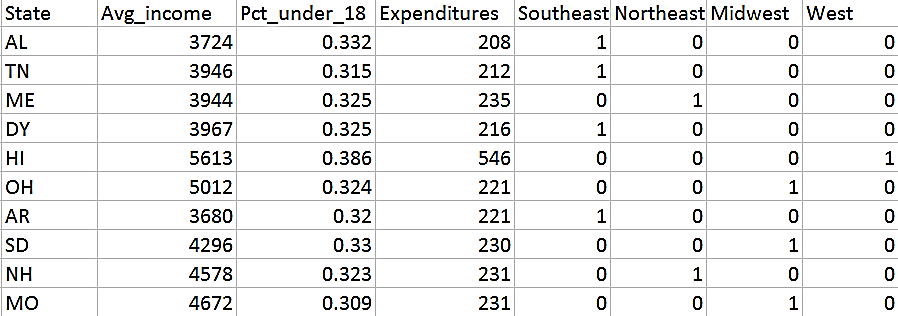 State Avg_income Pct_under_18 Expenditures Southeast Northeast Midwest West
AL 3724 0.332 208 1 0 0 0
TN 3946 0.315 212 1 0 0 0
ME 3944 0.325 235 0 1 0 0
DY 3967 0.325 216 1 0 0 0
HI 5613 0.386 546 0 0 0 1
OH 5012 0.324 221 0 0 1 0
AR 3680 0.32 221 1 0 0 0
SD 4296 0.33 230 0 0 1 0
NH 4578 0.323 231 0 1 0 0
MO 4672 0.309 231 0 0 1 0